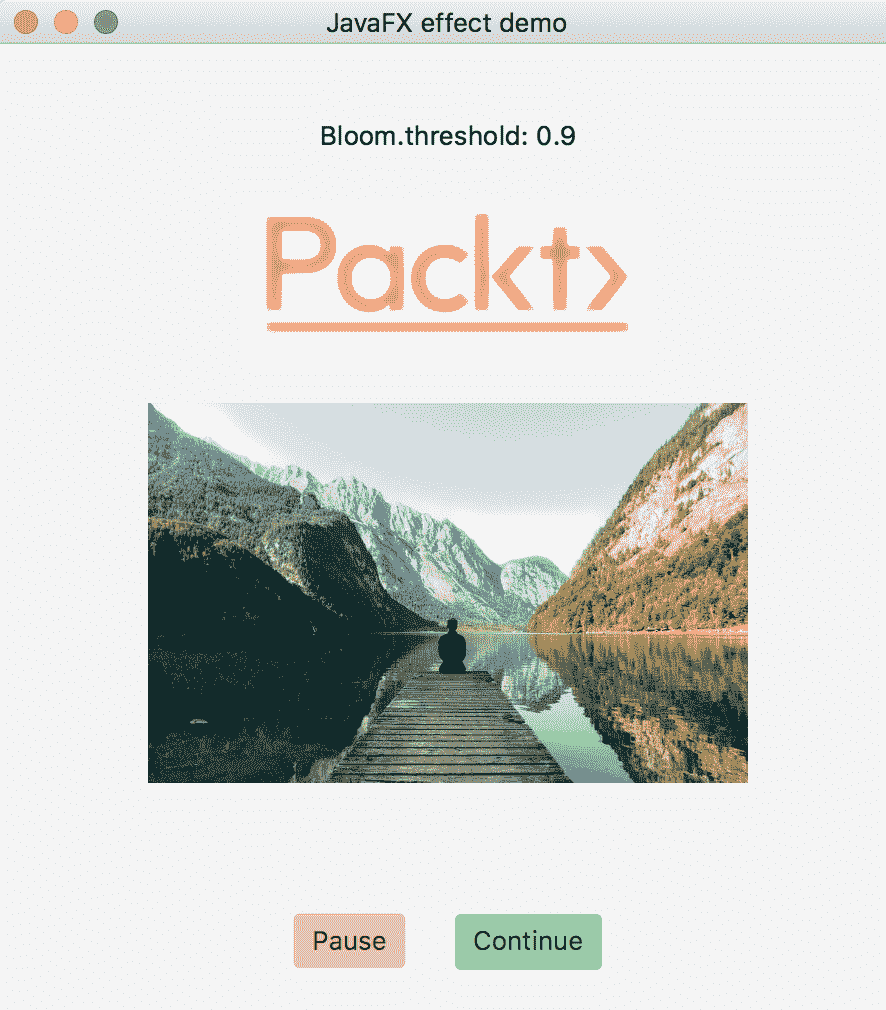 JavaFX effect demo
Bloom.threshold: 0.9
Packt›
Pause
Continue